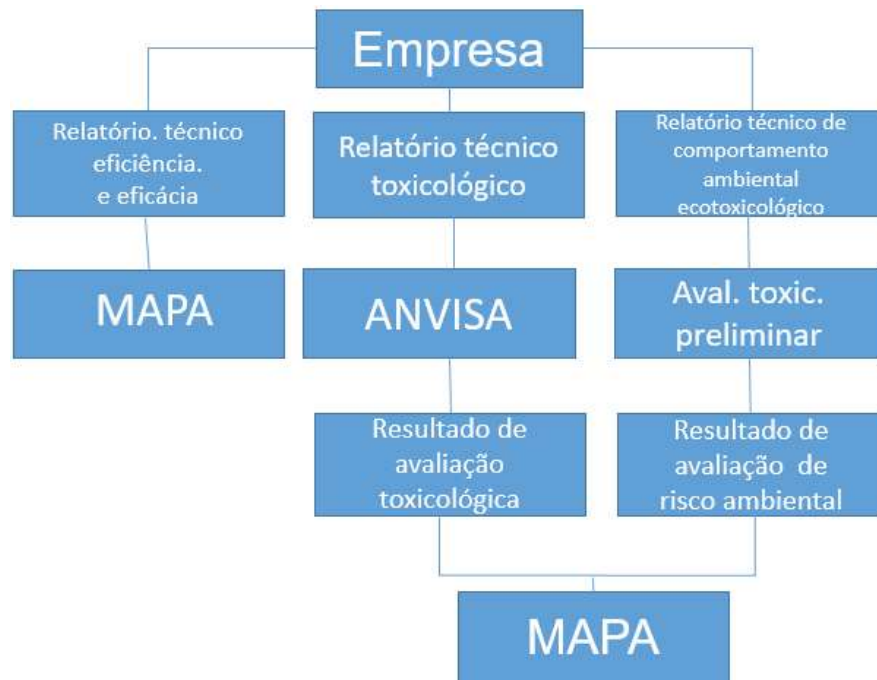 Empresa
Relatório. técnico
eficiência.
e eficácia
Relatório técnico
toxicológico
Relatório técnico de
comportamento
ambiental
ecotoxicológico
MAPA
ANVISA
Aval. toxic.
preliminar
Resultado de
avaliação
toxicológica
Resultado de
avaliação de
risco ambiental
MAPA